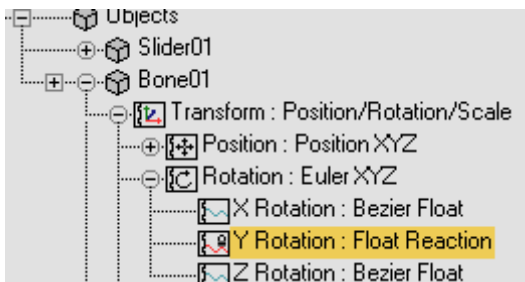 Objects
Slider01
Bone01
Transform : Position/Rotation/Scale
Position : Position XYZ
Rotation : Euler XYZ
X Rotation : Bezier Float
Y Rotation : Float Reaction
Z Rotation : Bezier Float